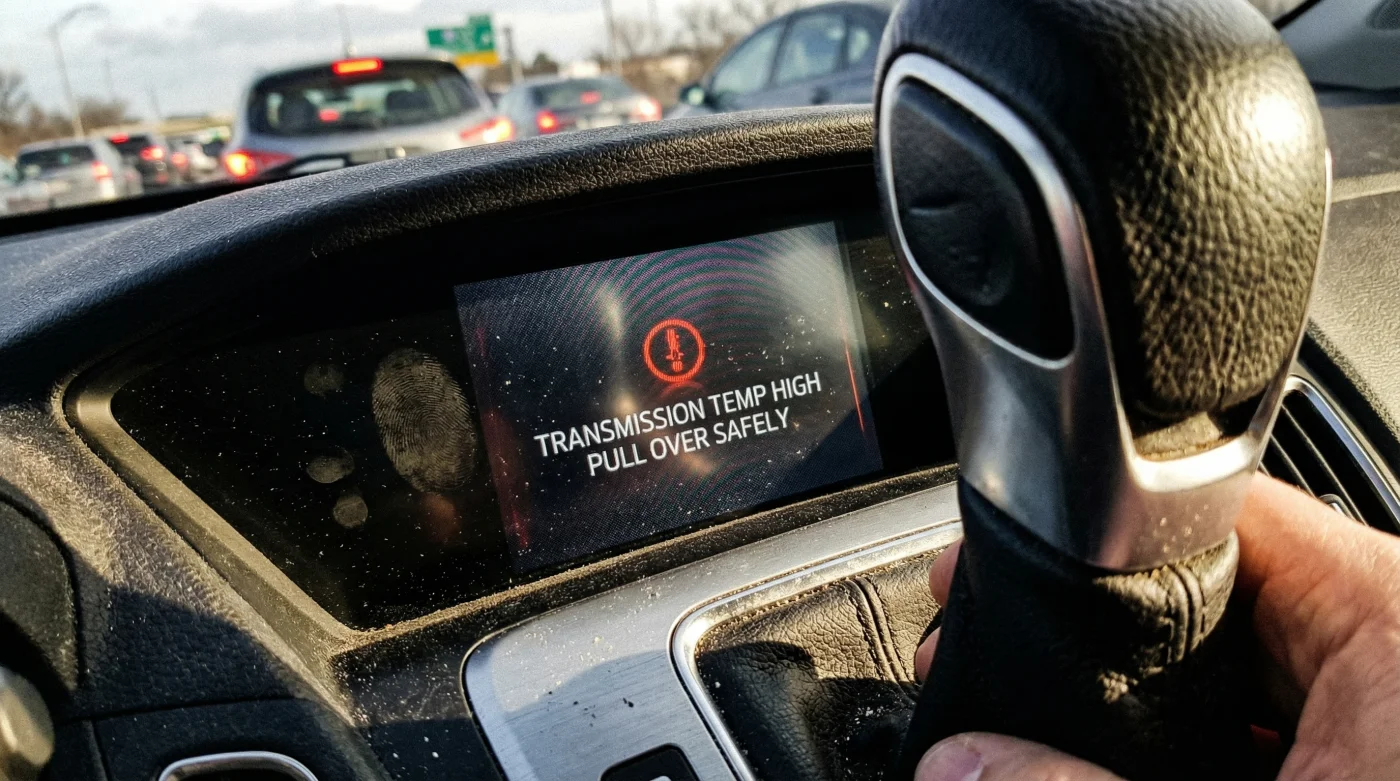 TRANSMISSION TEMP HIGH
PULL OVER SAFELY